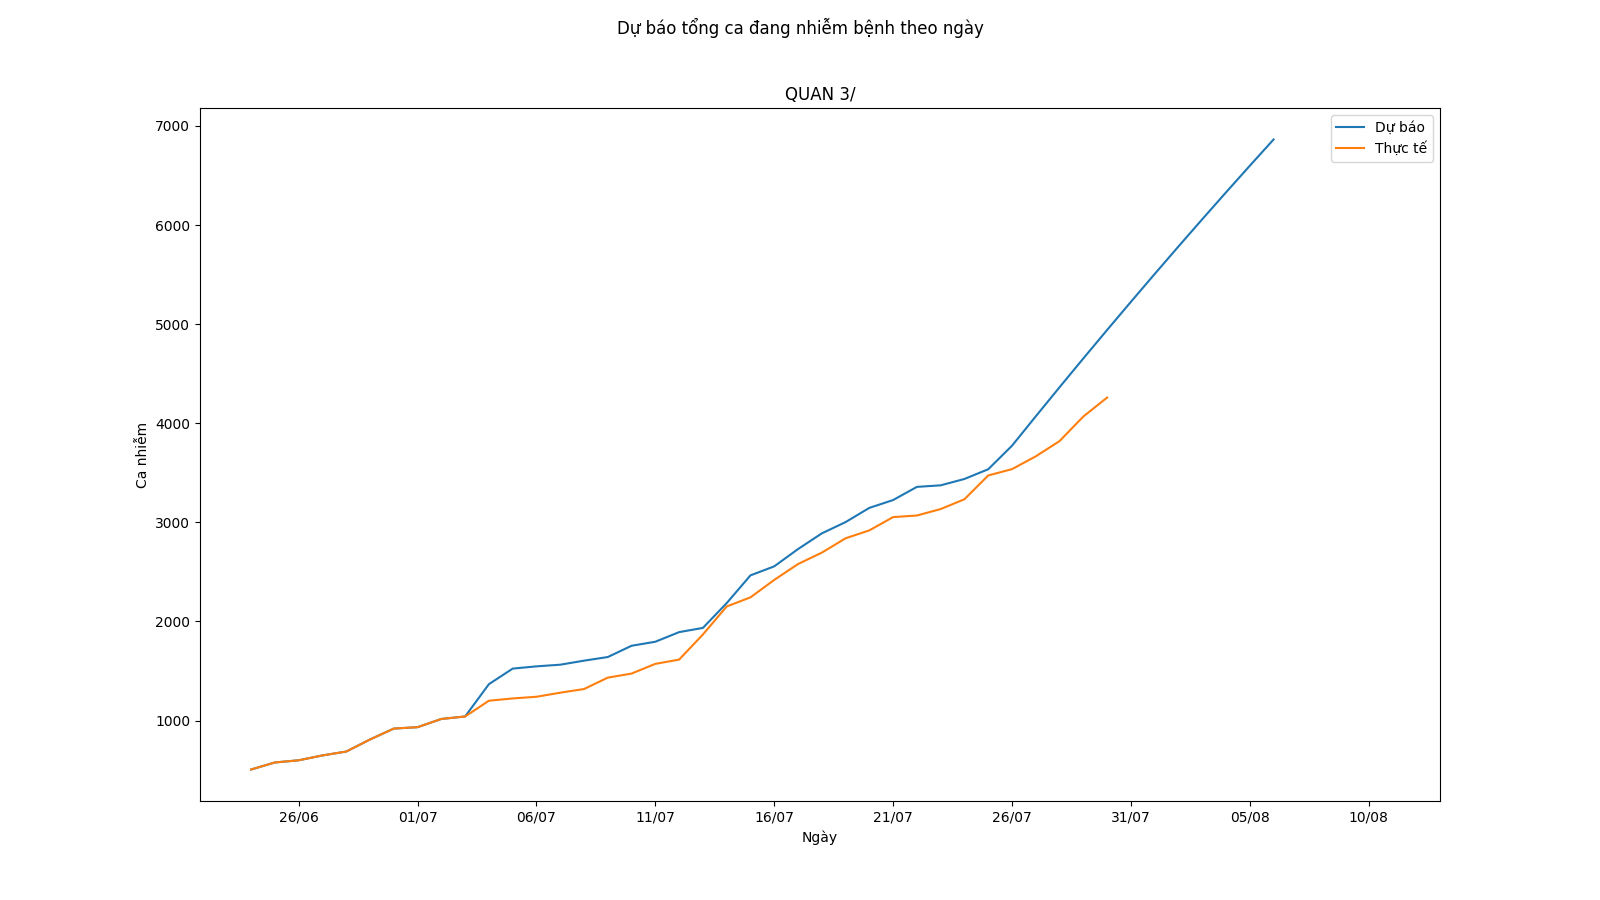 Dự báo tổng ca đang nhiễm bệnh theo ngày
QUAN 3/
Dự báo
Thực tế
7000
6000
5000
4000
3000
2000
1000
Ca nhiễm
26/06 01/07 06/07 11/07 16/07 21/07 26/07 31/07 05/08 10/08
Ngày